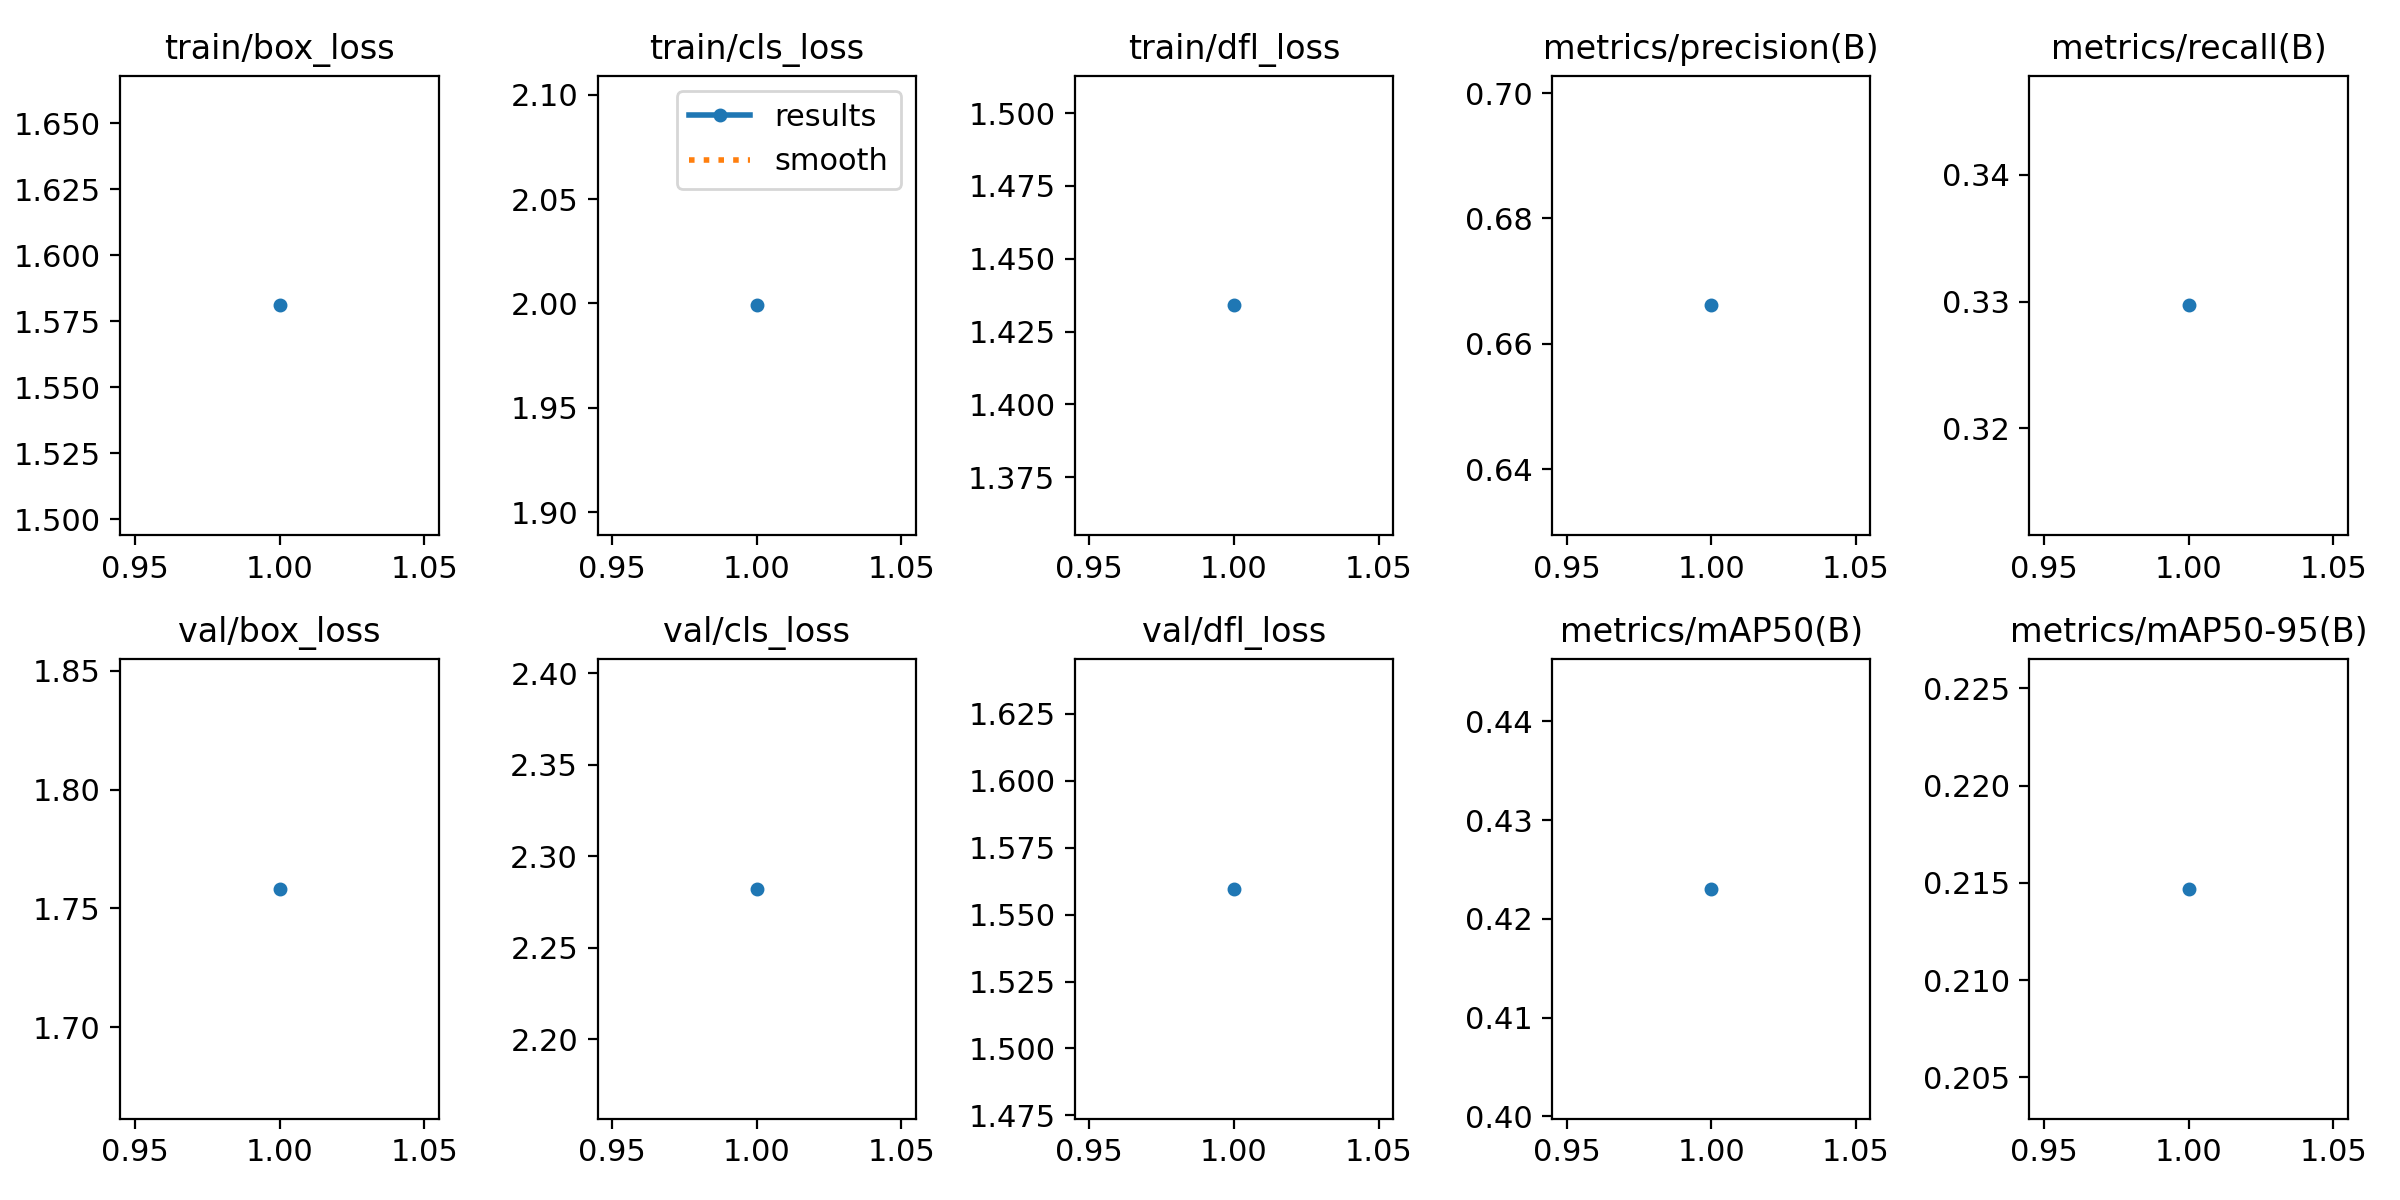 train/box_loss
1.650
1.625
1.600
1.575
1.550
1.525
1.500
0.95 1.00 1.05
train/cls_loss
results
smooth
2.10
2.05
2.00
1.95
1.90
0.95 1.00 1.05
train/dfl_loss
1.500
1.475
1.450
1.425
1.400
1.375
0.95 1.00 1.05
metrics/precision(B)
0.70
0.68
0.66
0.64
0.95 1.00 1.05
metrics/recall(B)
0.34
0.33
0.32
0.95 1.00 1.05
val/box_loss
1.85
1.80
1.75
1.70
0.95 1.00 1.05
val/cls_loss
2.40
2.35
2.30
2.25
2.20
0.95 1.00 1.05
val/dfl_loss
1.625
1.600
1.575
1.550
1.525
1.500
1.475
0.95 1.00 1.05
metrics/mAP50(B)
0.44
0.43
0.42
0.41
0.40
0.95 1.00 1.05
metrics/mAP50-95(B)
0.225
0.220
0.215
0.210
0.205
0.95 1.00 1.05